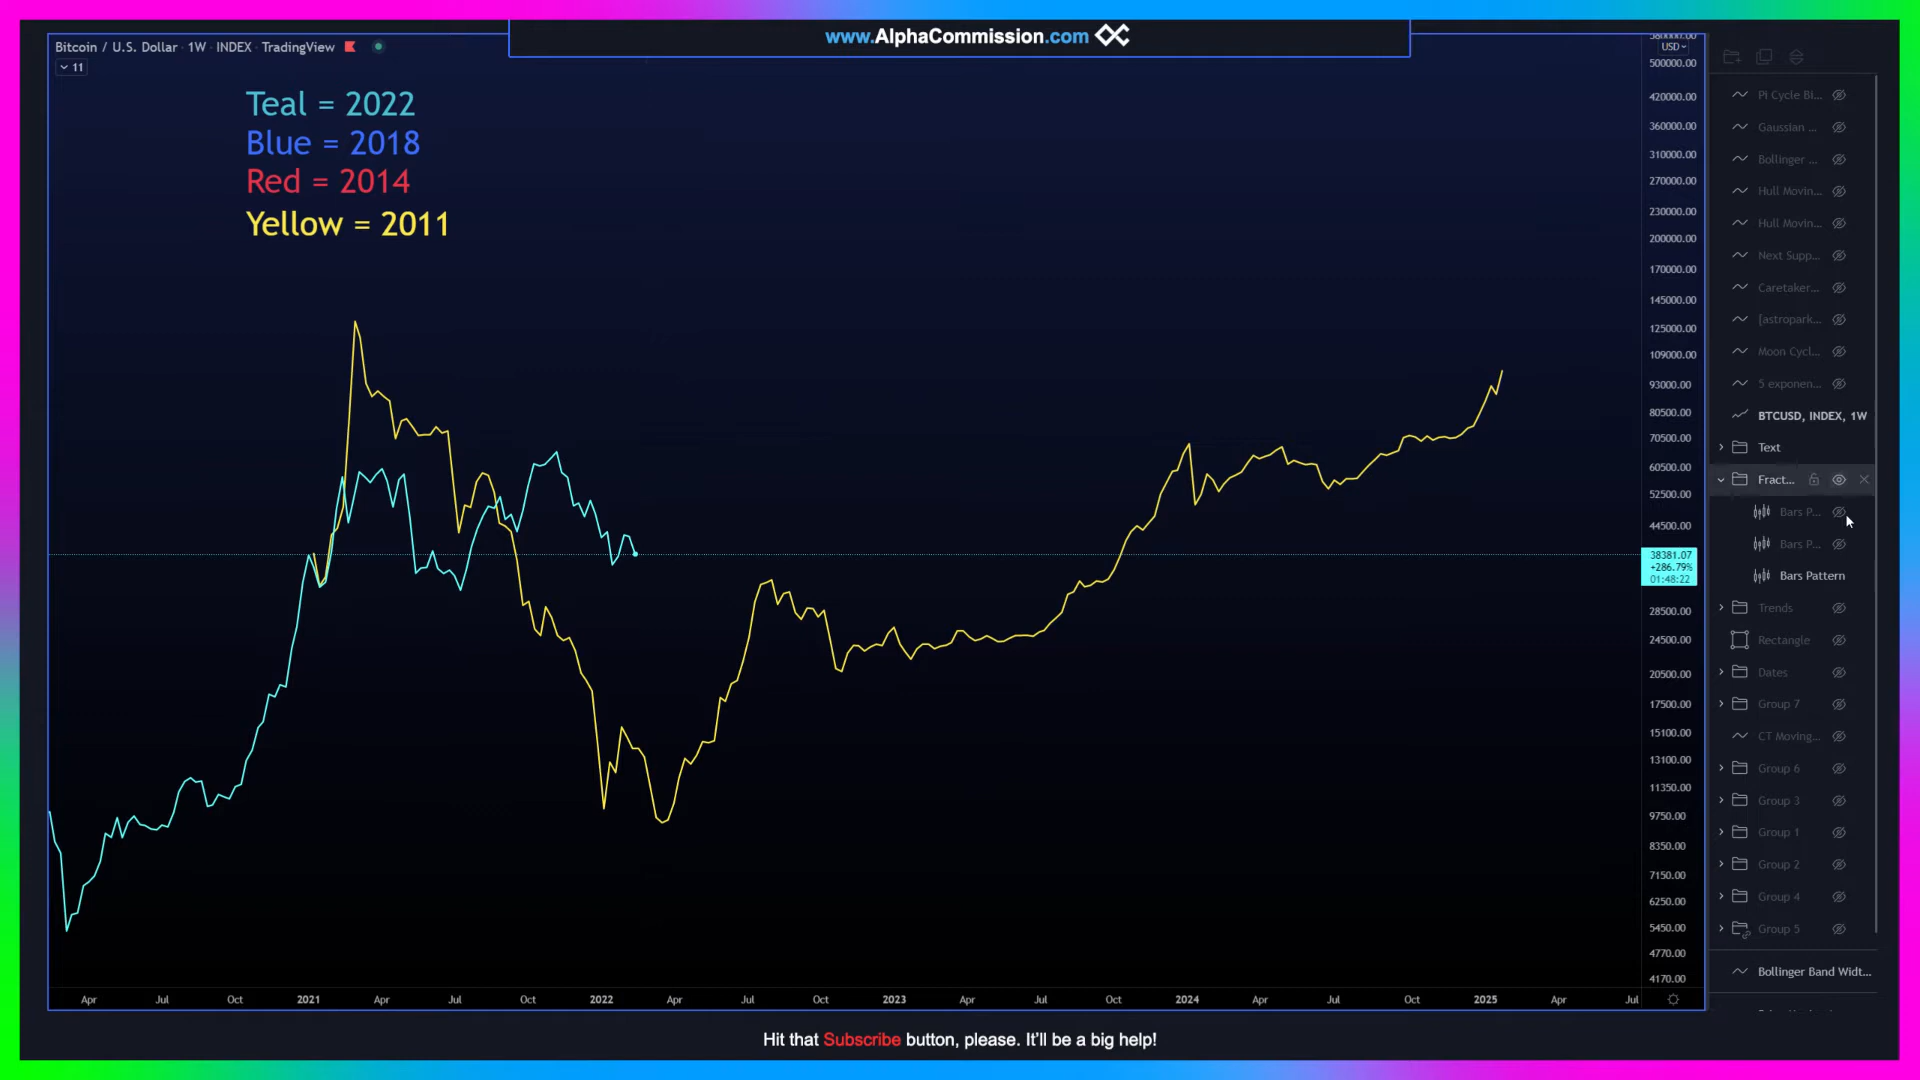 www.AlphaCommission.com
Bitcoin / U.S. Dollar · 1W · INDEX · TradingView
11
Teal = 2022
Blue = 2018
Red = 2014
Yellow = 2011
USD
500000.00
420000.00
360000.00
310000.00
270000.00
230000.00
200000.00
170000.00
145000.00
125000.00
109000.00
93000.00
80500.00
70500.00
60500.00
52500.00
44500.00
38381.07
+286.79%
01:48:22
28500.00
24500.00
20500.00
17500.00
15100.00
13100.00
11350.00
9750.00
8350.00
7150.00
6250.00
5450.00
4770.00
4170.00
Apr Jul Oct 2021 Apr Jul Oct 2022 Apr Jul Oct 2023 Apr Jul Oct 2024 Apr Jul Oct 2025 Apr Jul
Pi Cycle Bi...
Gaussian ...
Bollinger ...
Hull Movin...
Hull Movin...
Next Supp...
Caretaker...
[astropark...
Moon Cycl...
5 exponen...
BTCUSD, INDEX, 1W
Text
Fract...
Bars P...
Bars P...
Bars Pattern
Trends
Rectangle
Dates
Group 7
CT Moving...
Group 6
Group 3
Group 1
Group 2
Group 4
Group 5
Bollinger Band Widt...
Hit that Subscribe button, please. It'll be a big help!